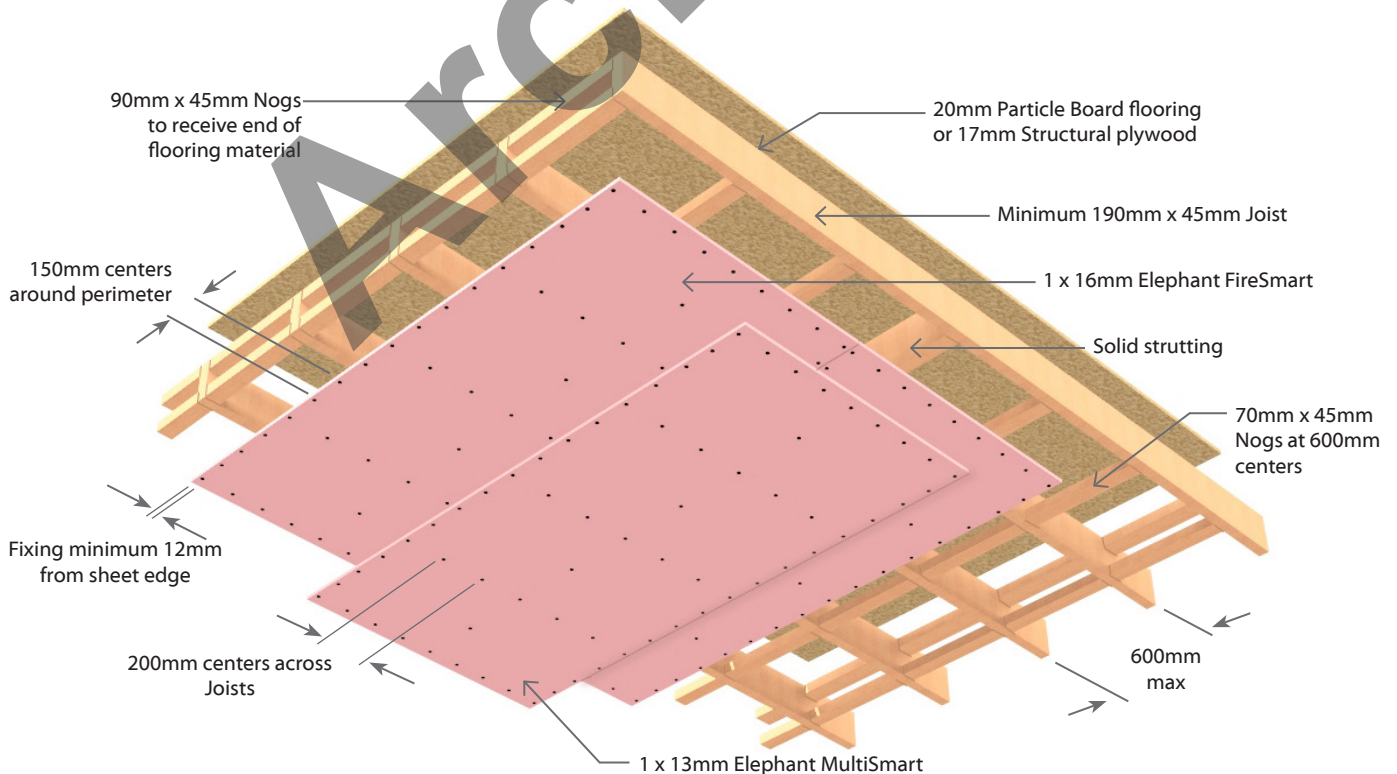 90mm x 45mm Nogs
to receive end of
flooring material
20mm Particle Board flooring
or 17mm Structural plywood
Minimum 190mm x 45mm Joist
150mm centers
around perimeter
1 x 16mm Elephant FireSmart
Solid strutting
70mm x 45mm
Nogs at 600mm
centers
Fixing minimum 12mm
from sheet edge
200mm centers across
Joists
600mm
max
1 x 13mm Elephant MultiSmart